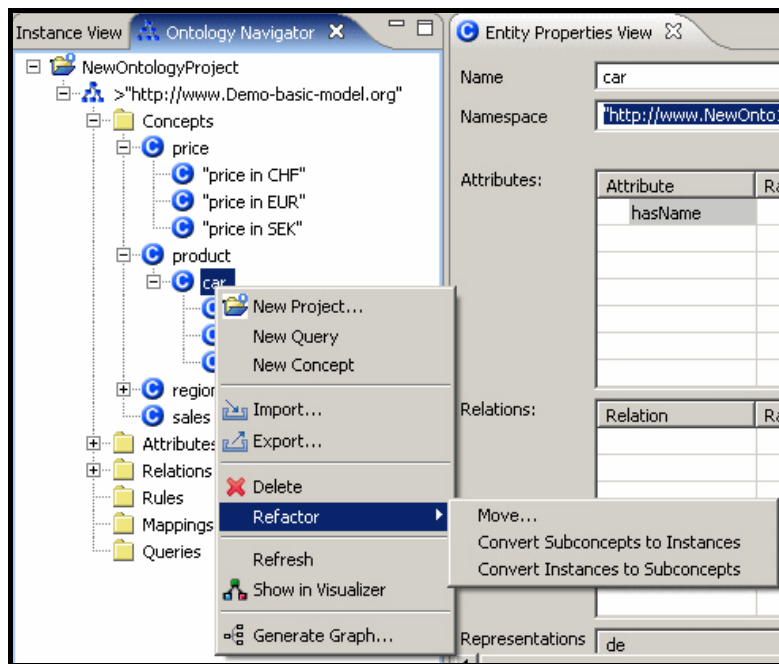 Instance View
Ontology Navigator
Entity Properties View
NewOntologyProject
>"http://www.Demo-basic-model.org"
Concepts
price
"price in CHF"
"price in EUR"
"price in SEK"
product
car
region
sales
Attributes
Relations
Rules
Mappings
Queries
New Project...
New Query
New Concept
Import...
Export...
Delete
Refactor
Refresh
Show in Visualizer
Generate Graph...
Move...
Convert Subconcepts to Instances
Convert Instances to Subconcepts
Name
car
Namespace
"http://www.NewOnto
Attributes:
Attribute
Ra
hasName
Relations:
Relation
Ra
Representations
de